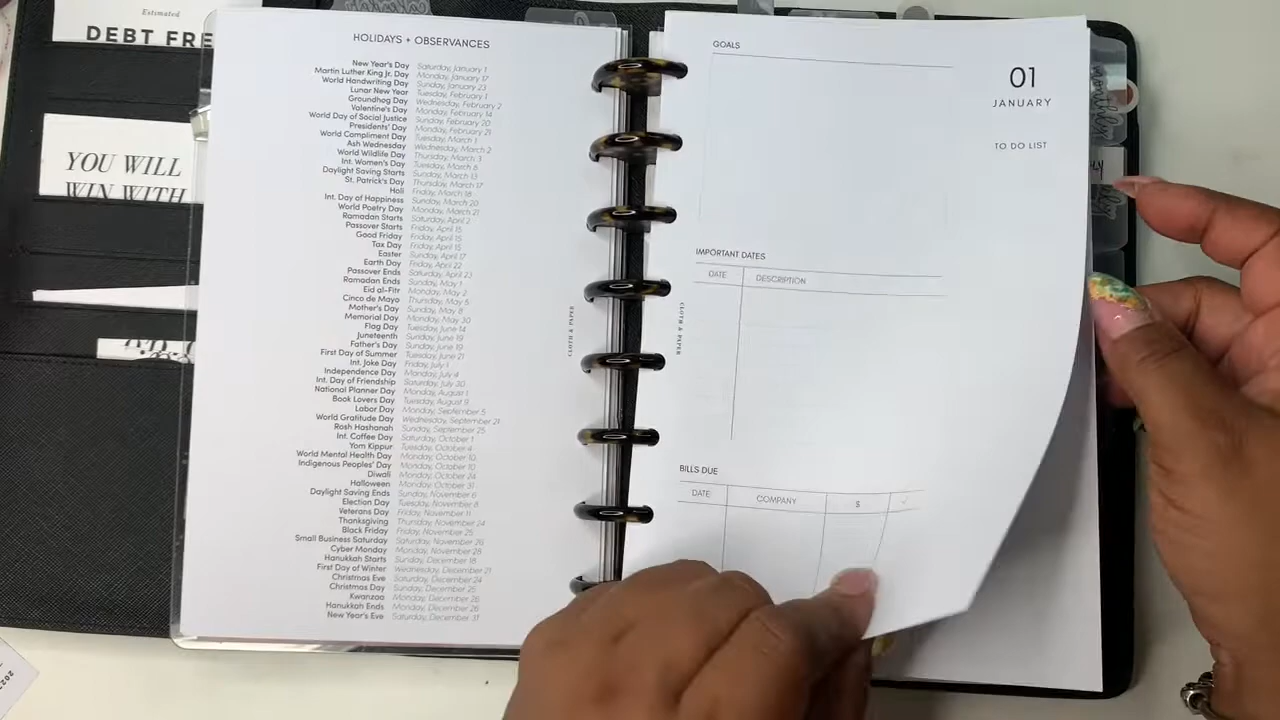 Estimated
DEBT FRE
YOU WILL
WIN WITH
HOLIDAYS + OBSERVANCES
New Year's Day Saturday, January 1
Martin Luther King Jr. Day Monday, January 17
World Handwriting Day Sunday, January 23
Lunar New Year Tuesday, February 1
Groundhog Day Wednesday, February 2
Valentine's Day Monday, February 14
World Day of Social Justice Sunday, February 20
Presidents' Day Monday, February 21
World Compliment Day Tuesday, March 1
Ash Wednesday Wednesday, March 2
World Wildlife Day Thursday, March 3
Int. Women's Day Tuesday, March 8
Daylight Saving Starts Sunday, March 13
St. Patrick's Day Thursday, March 17
Holi Friday, March 18
Int. Day of Happiness Sunday, March 20
World Poetry Day Monday, March 21
Ramadan Starts Saturday, April 2
Passover Starts Friday, April 15
Good Friday Friday, April 15
Tax Day Friday, April 15
Easter Sunday, April 17
Earth Day Friday, April 22
Passover Ends Saturday, April 23
Ramadan Ends Sunday, May 1
Eid al-Fitr Monday, May 2
Cinco de Mayo Thursday, May 5
Mother's Day Sunday, May 8
Memorial Day Monday, May 30
Flag Day Tuesday, June 14
Juneteenth Sunday, June 19
Father's Day Sunday, June 19
First Day of Summer Tuesday, June 21
Int. Joke Day Friday, July 1
Independence Day Monday, July 4
Int. Day of Friendship Saturday, July 30
National Planner Day Monday, August 1
Book Lovers Day Tuesday, August 9
Labor Day Monday, September 5
World Gratitude Day Wednesday, September 21
Rosh Hashanah Sunday, September 25
Int. Coffee Day Saturday, October 1
Yom Kippur Tuesday, October 4
World Mental Health Day Monday, October 10
Indigenous Peoples' Day Monday, October 10
Diwali Monday, October 24
Halloween Monday, October 31
Daylight Saving Ends Sunday, November 6
Election Day Tuesday, November 8
Veterans Day Friday, November 11
Thanksgiving Thursday, November 24
Black Friday Friday, November 25
Small Business Saturday Saturday, November 26
Cyber Monday Monday, November 28
Hanukkah Starts Sunday, December 18
First Day of Winter Wednesday, December 21
Christmas Eve Saturday, December 24
Christmas Day Sunday, December 25
Kwanzaa Monday, December 26
Hanukkah Ends Monday, December 26
New Year's Eve Saturday, December 31
CLOTH & PAPER
CLOTH & PAPER
GOALS
01
JANUARY
TO DO LIST
IMPORTANT DATES
DATE DESCRIPTION
BILLS DUE
DATE COMPANY $ ✓
monthly